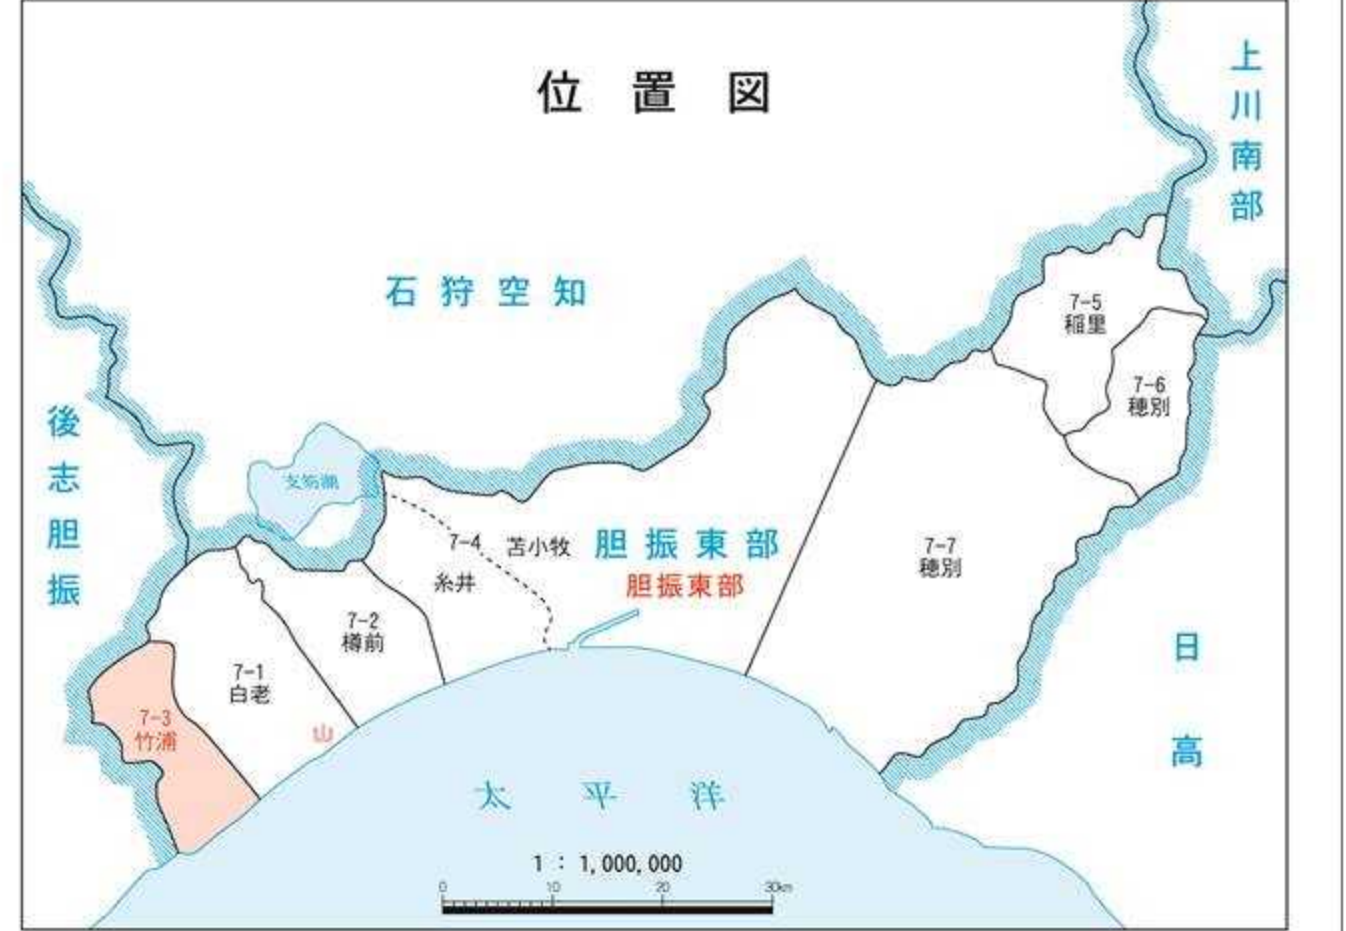 位置図
上川南部
石狩空知
後志胆振
支笏湖
7-5
稲里
7-6
穂別
7-4
糸井
苫小牧
胆振東部
胆振東部
7-7
穂別
7-2
樽前
7-1
白老
7-3
竹浦
山
日高
太平洋
1 : 1,000,000
0 10 20 30km